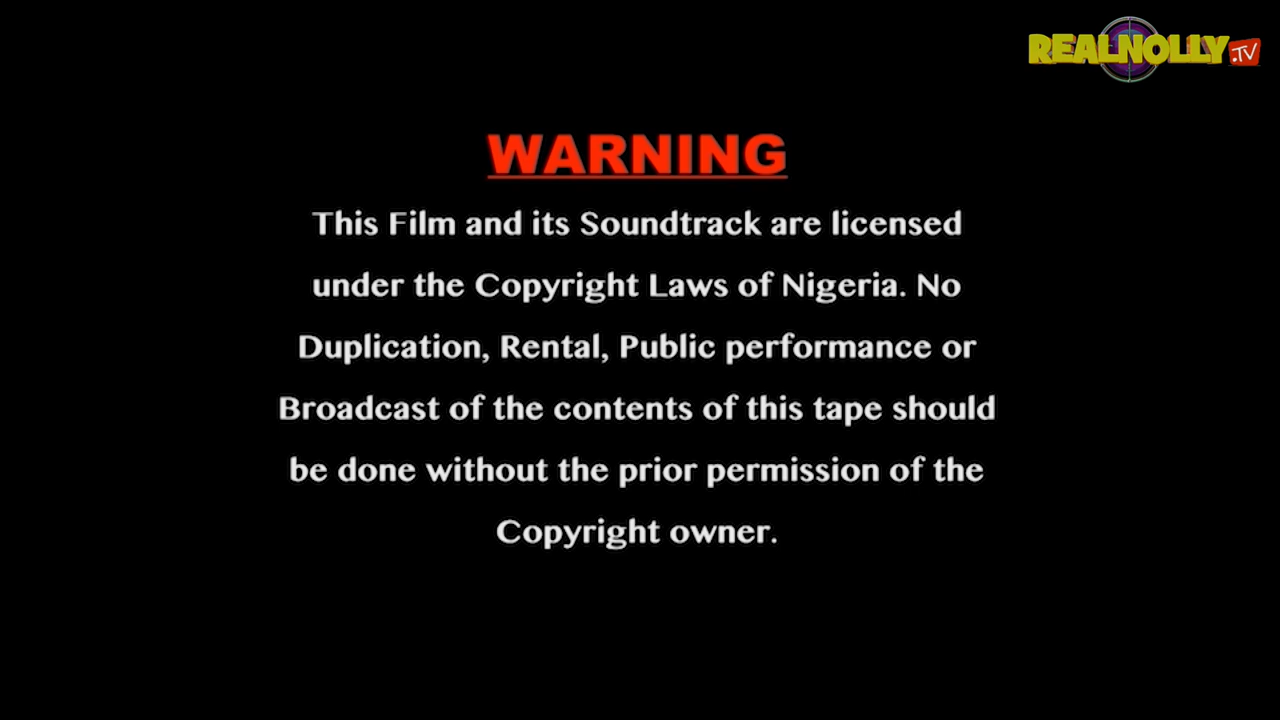 REALNOLLY.TV
WARNING
This Film and its Soundtrack are licensed
under the Copyright Laws of Nigeria. No
Duplication, Rental, Public performance or
Broadcast of the contents of this tape should
be done without the prior permission of the
Copyright owner.